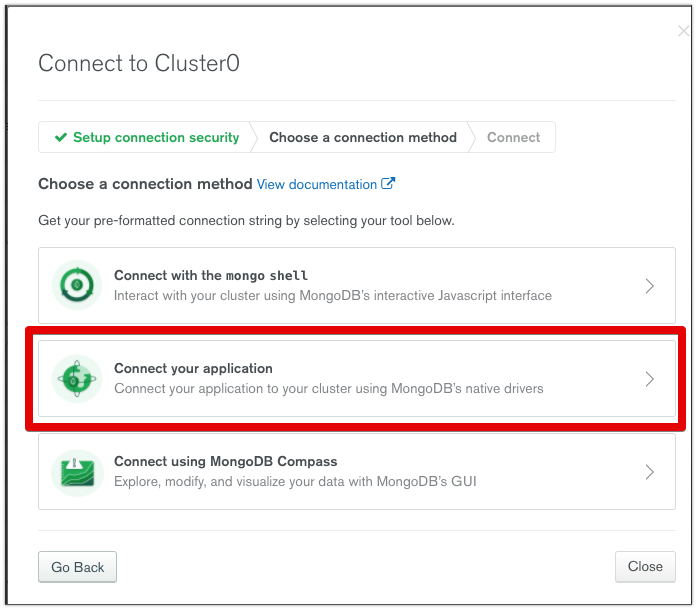 Connect to Cluster0
Setup connection security
Choose a connection method
Connect
Choose a connection method View documentation
Get your pre-formatted connection string by selecting your tool below.
Connect with the mongo shell
Interact with your cluster using MongoDB's interactive Javascript interface
Connect your application
Connect your application to your cluster using MongoDB's native drivers
Connect using MongoDB Compass
Explore, modify, and visualize your data with MongoDB's GUI
Go Back
Close